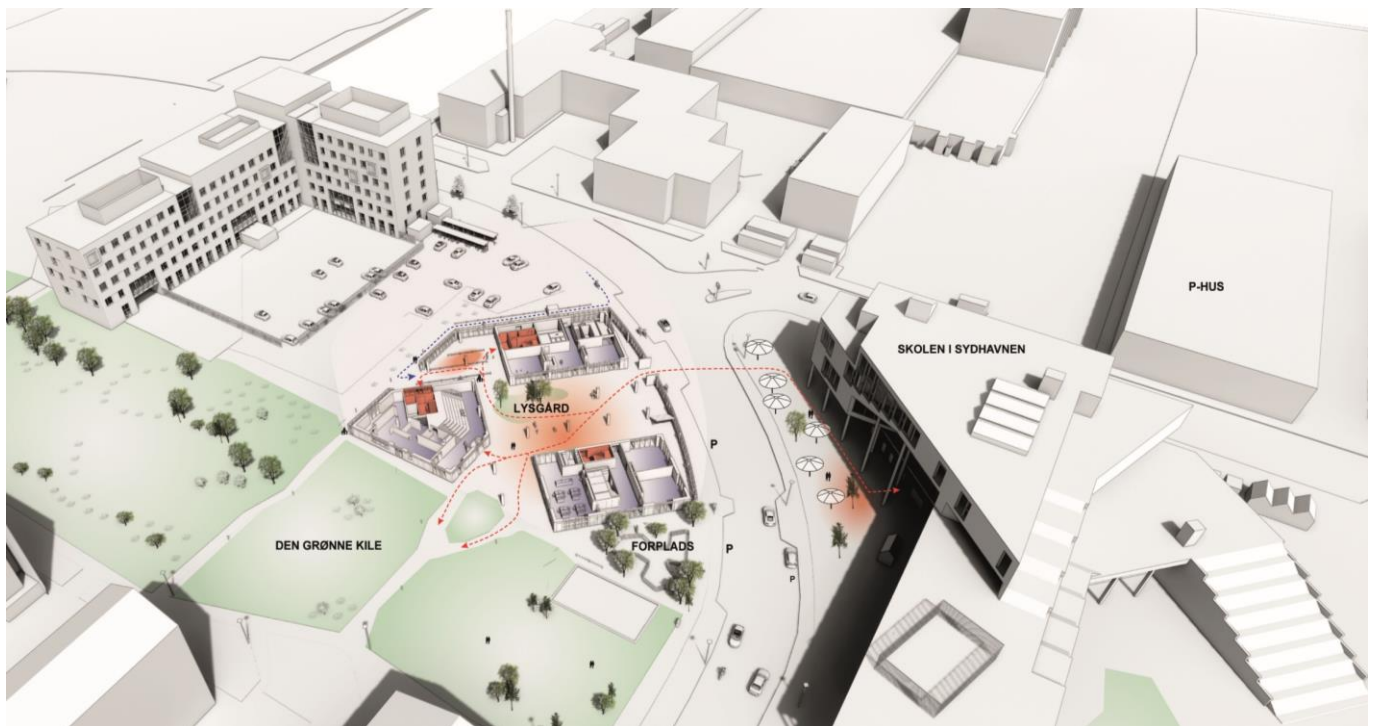 P-HUS
SKOLEN I SYDHAVNEN
LYSGÅRD
P
DEN GRØNNE KILE
FORPLADS
P
P